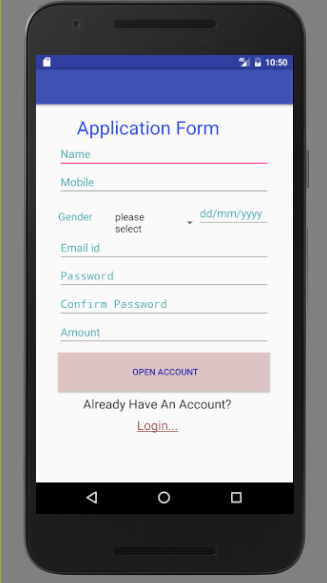 10:50
Application Form
Name
Mobile
Gender please select dd/mm/yyyy
Email id
Password
Confirm Password
Amount
OPEN ACCOUNT
Already Have An Account?
Login...